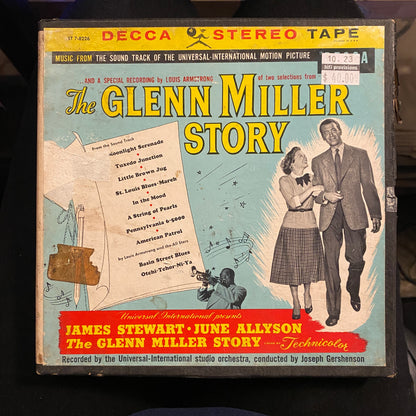 ST 7-8226
DECCA STEREO TAPE
MUSIC FROM THE SOUND TRACK OF THE UNIVERSAL-INTERNATIONAL MOTION PICTURE
10. 23
$ 40.00
AND A SPECIAL RECORDING by LOUIS ARMSTRONG of two selections from
The GLENN MILLER
STORY
From the Sound Track
Moonlight Serenade
Tuxedo Junction
Little Brown Jug
St. Louis Blues-March
In the Mood
A String of Pearls
Pennsylvania 6-5000
American Patrol
by Louis Armstrong and the All Stars
Basin Street Blues
Otchi-Tchor-Ni-Ya
Universal International presents
JAMES STEWART · JUNE ALLYSON
The GLENN MILLER STORY
Technicolor
Recorded by the Universal-International studio orchestra, conducted by Joseph Gershenson